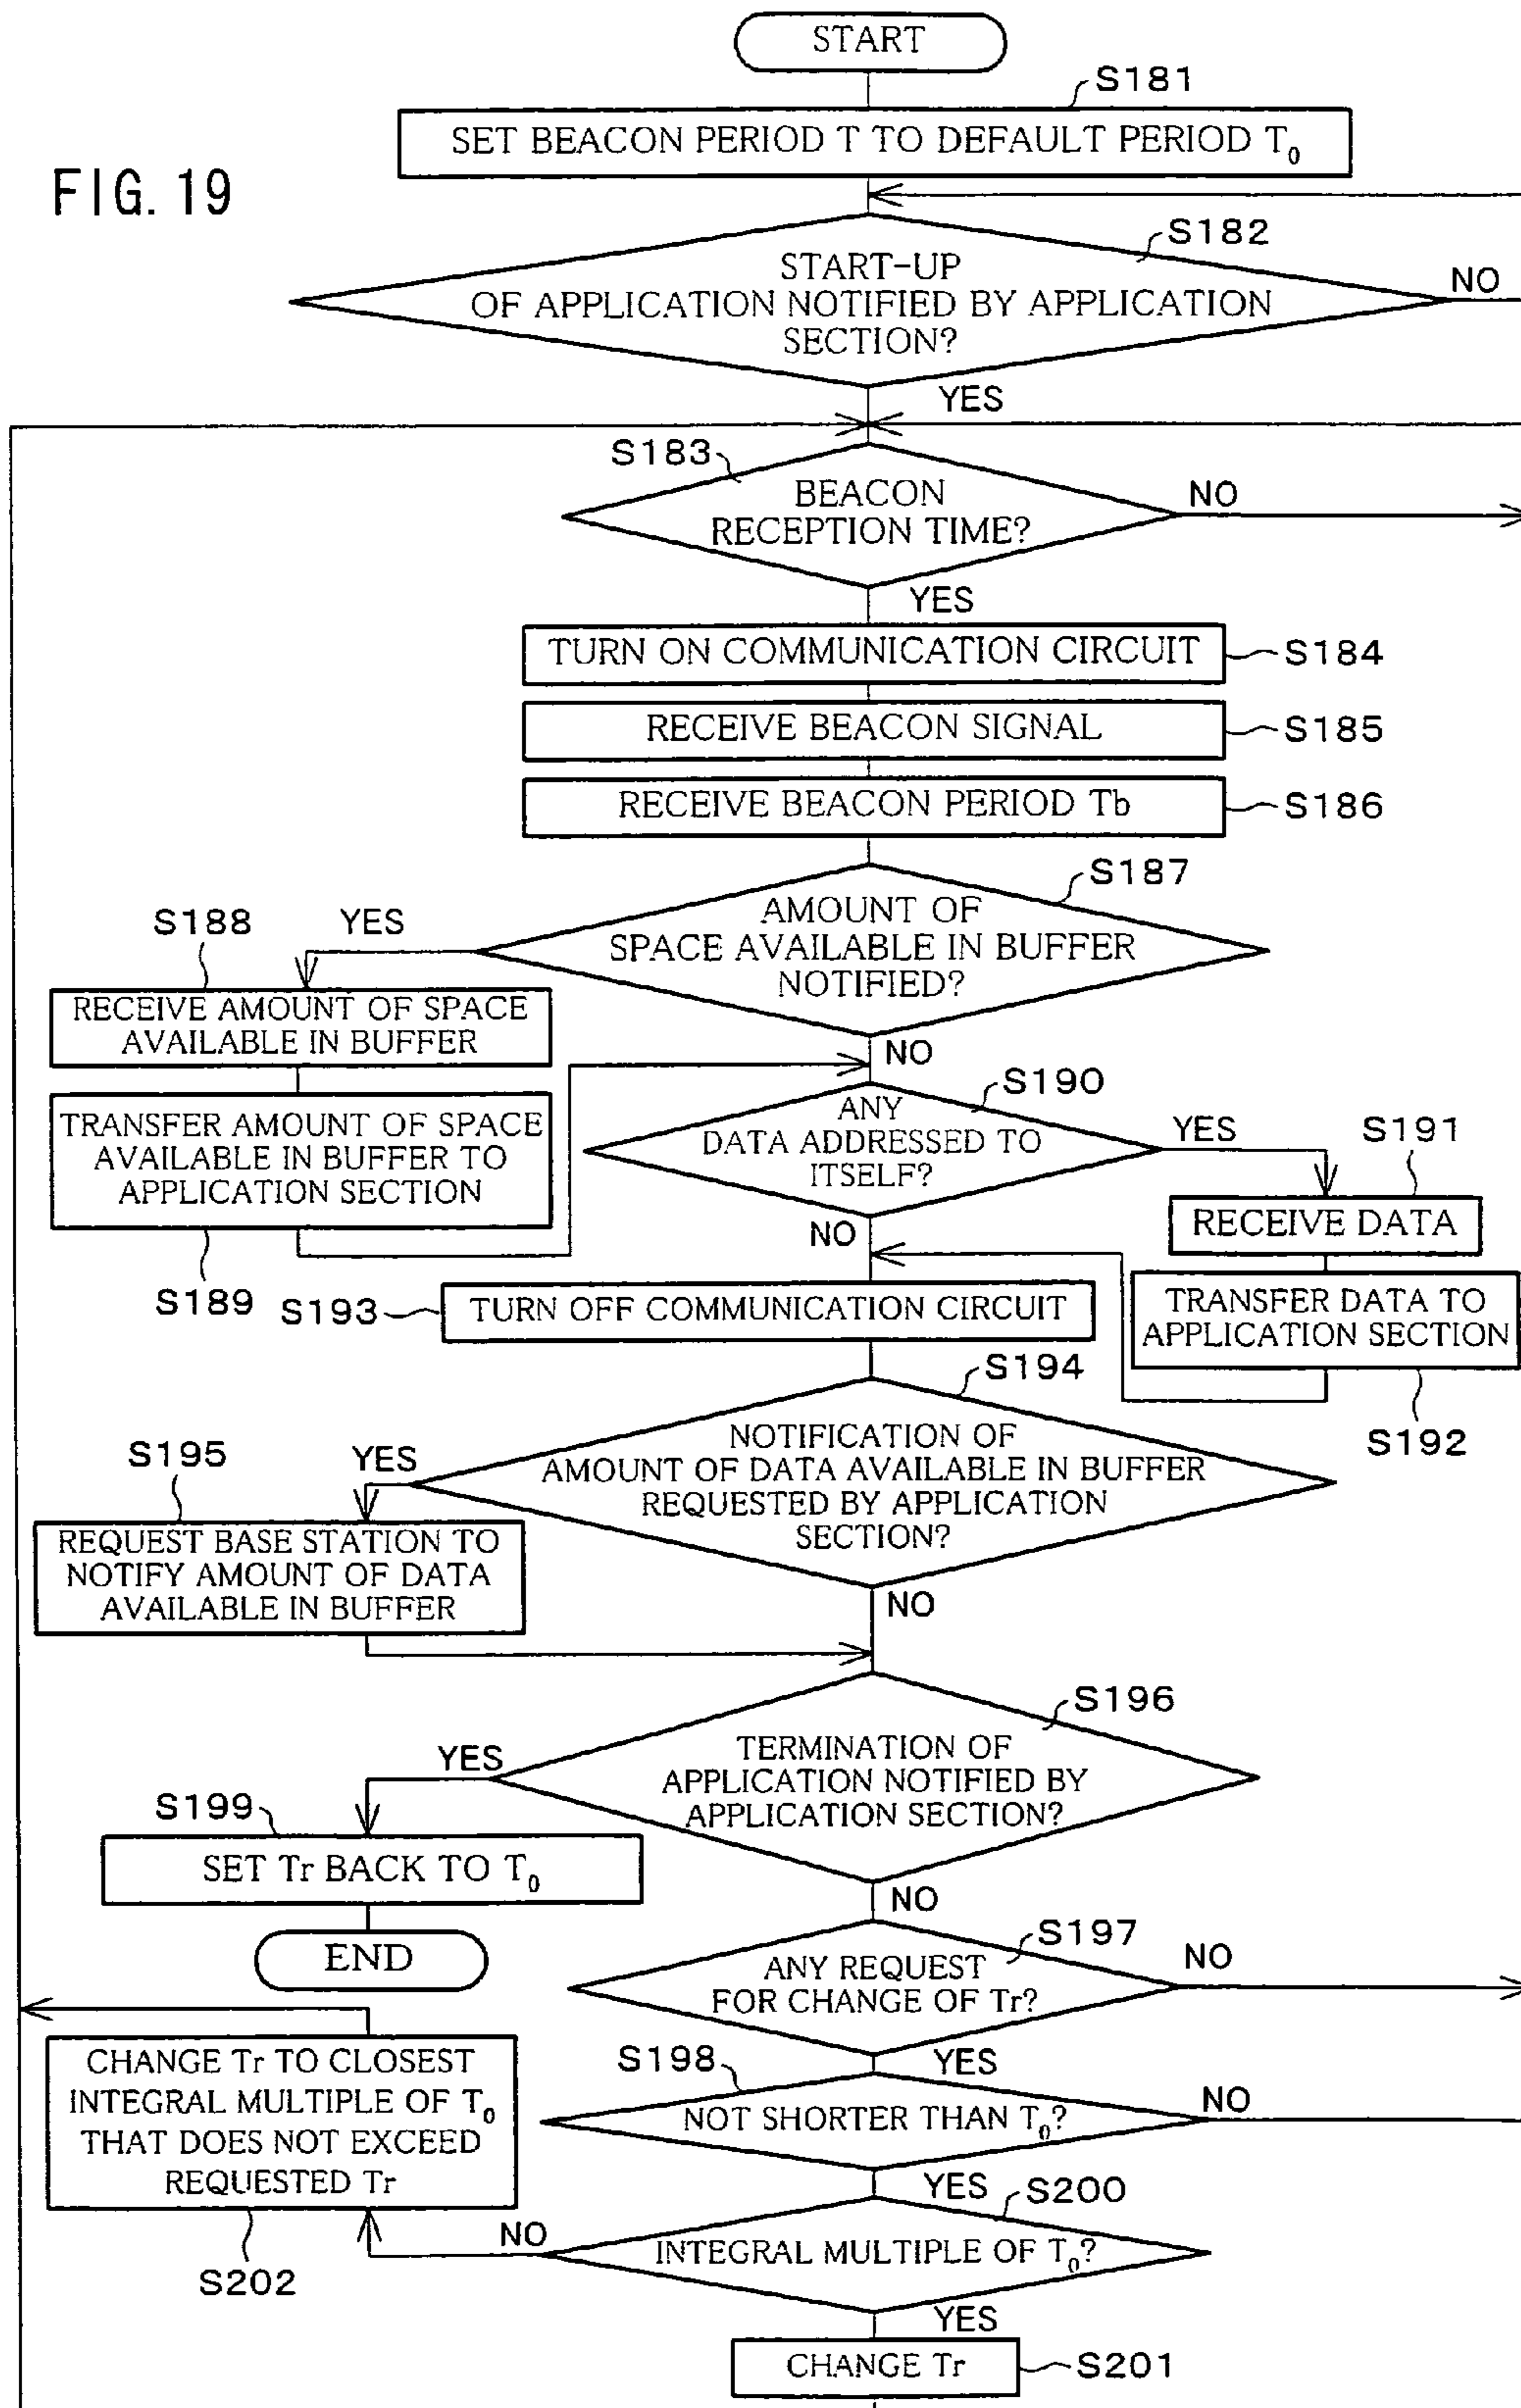 START
S181
SET BEACON PERIOD T TO DEFAULT PERIOD T0
FIG. 19
S182
START-UP
OF APPLICATION NOTIFIED BY APPLICATION
SECTION?
NO
YES
S183
BEACON
RECEPTION TIME?
NO
YES
TURN ON COMMUNICATION CIRCUIT
S184
RECEIVE BEACON SIGNAL
S185
RECEIVE BEACON PERIOD Tb
S186
S187
AMOUNT OF
SPACE AVAILABLE IN BUFFER
NOTIFIED?
YES
S188
RECEIVE AMOUNT OF SPACE
AVAILABLE IN BUFFER
NO
TRANSFER AMOUNT OF SPACE
AVAILABLE IN BUFFER TO
APPLICATION SECTION
S189
S190
ANY
DATA ADDRESSED TO
ITSELF?
YES
S191
RECEIVE DATA
NO
TRANSFER DATA TO
APPLICATION SECTION
S192
S193
TURN OFF COMMUNICATION CIRCUIT
S194
NOTIFICATION OF
AMOUNT OF DATA AVAILABLE IN BUFFER
REQUESTED BY APPLICATION
SECTION?
YES
S195
REQUEST BASE STATION TO
NOTIFY AMOUNT OF DATA
AVAILABLE IN BUFFER
NO
S196
TERMINATION OF
APPLICATION NOTIFIED BY
APPLICATION SECTION?
YES
S199
SET Tr BACK TO T0
END
NO
S197
ANY REQUEST
FOR CHANGE OF Tr?
NO
YES
S198
NOT SHORTER THAN T0?
NO
YES
S200
INTEGRAL MULTIPLE OF T0?
NO
CHANGE Tr TO CLOSEST
INTEGRAL MULTIPLE OF T0
THAT DOES NOT EXCEED
REQUESTED Tr
S202
YES
CHANGE Tr
S201